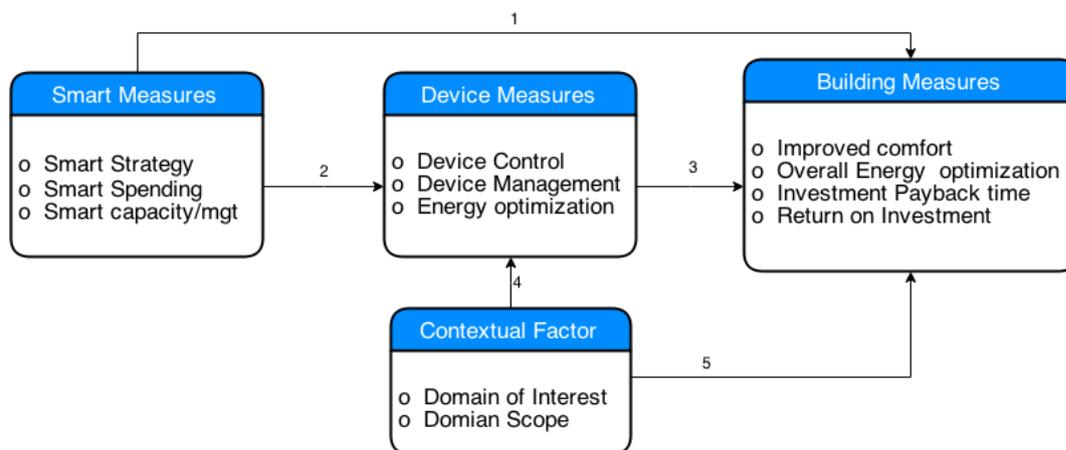 1
Smart Measures
o Smart Strategy
o Smart Spending
o Smart capacity/mgt
2
Device Measures
o Device Control
o Device Management
o Energy optimization
3
Building Measures
o Improved comfort
o Overall Energy optimization
o Investment Payback time
o Return on Investment
4
Contextual Factor
o Domain of Interest
o Domian Scope
5